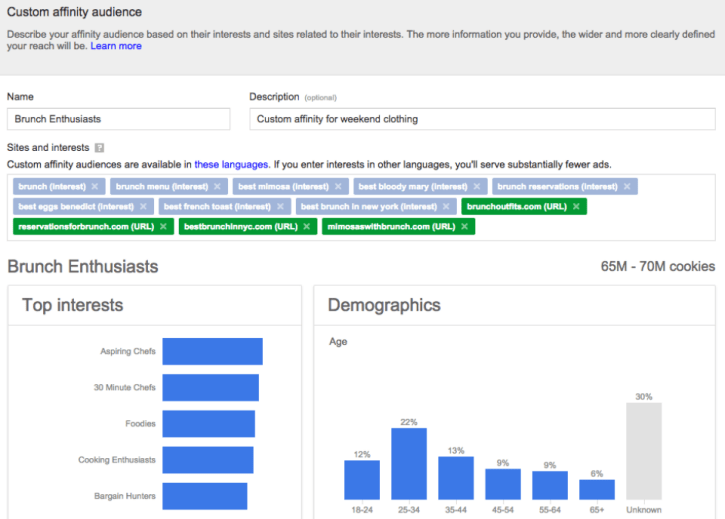 Custom affinity audience
Describe your affinity audience based on their interests and sites related to their interests. The more information you provide, the wider and more clearly defined
your reach will be. Learn more
Name
Description (optional)
Brunch Enthusiasts
Custom affinity for weekend clothing
Sites and interests ?
Custom affinity audiences are available in these languages. If you enter interests in other languages, you'll serve substantially fewer ads.
brunch (interest) × brunch menu (interest) × best mimosa (interest) × best bloody mary (interest) × brunch reservations (interest) ×
best eggs benedict (interest) × best french toast (interest) × best brunch in new york (interest) × brunchoutfits.com (URL) ×
reservationsforbrunch.com (URL) × bestbrunchinnyc.com (URL) × mimosaswithbrunch.com (URL) ×
Brunch Enthusiasts
65M - 70M cookies
Top interests
Aspiring Chefs
30 Minute Chefs
Foodies
Cooking Enthusiasts
Bargain Hunters
Demographics
Age
12% 22% 13% 9% 9% 6% 30%
18-24 25-34 35-44 45-54 55-64 65+ Unknown